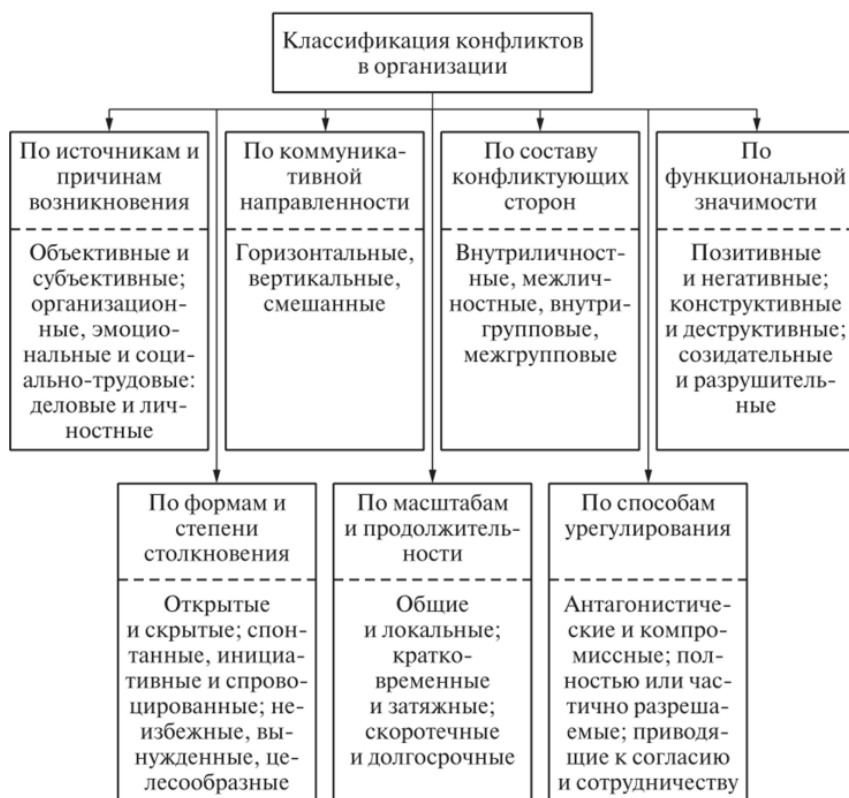 Классификация конфликтов
в организации
По источникам и
причинам
возникновения
Объективные и
субъективные;
организацион-
ные, эмоцио-
нальные и соци-
ально-трудовые:
деловые и лич-
ностные
По коммуника-
тивной
направленности
Горизонтальные,
вертикальные,
смешанные
По составу
конфликтующих
сторон
Внутриличност-
ные, межлич-
ностные, внутри-
групповые,
межгрупповые
По
функциональной
значимости
Позитивные
и негативные;
конструктивные
и деструктивные;
созидательные
и разрушитель-
ные
По формам и
степени
столкновения
Открытые
и скрытые; спон-
танные, инициа-
тивные и спрово-
цированные; не-
избежные, вы-
нужденные, це-
лесообразные
По масштабам
и продолжитель-
ности
Общие
и локальные;
кратко-
временные
и затяжные;
скоротечные
и долгосрочные
По способам
урегулирования
Антагонистиче-
ские и компро-
миссные; пол-
ностью или час-
тично разреша-
емые; приводя-
щие к согласию
и сотрудничеству